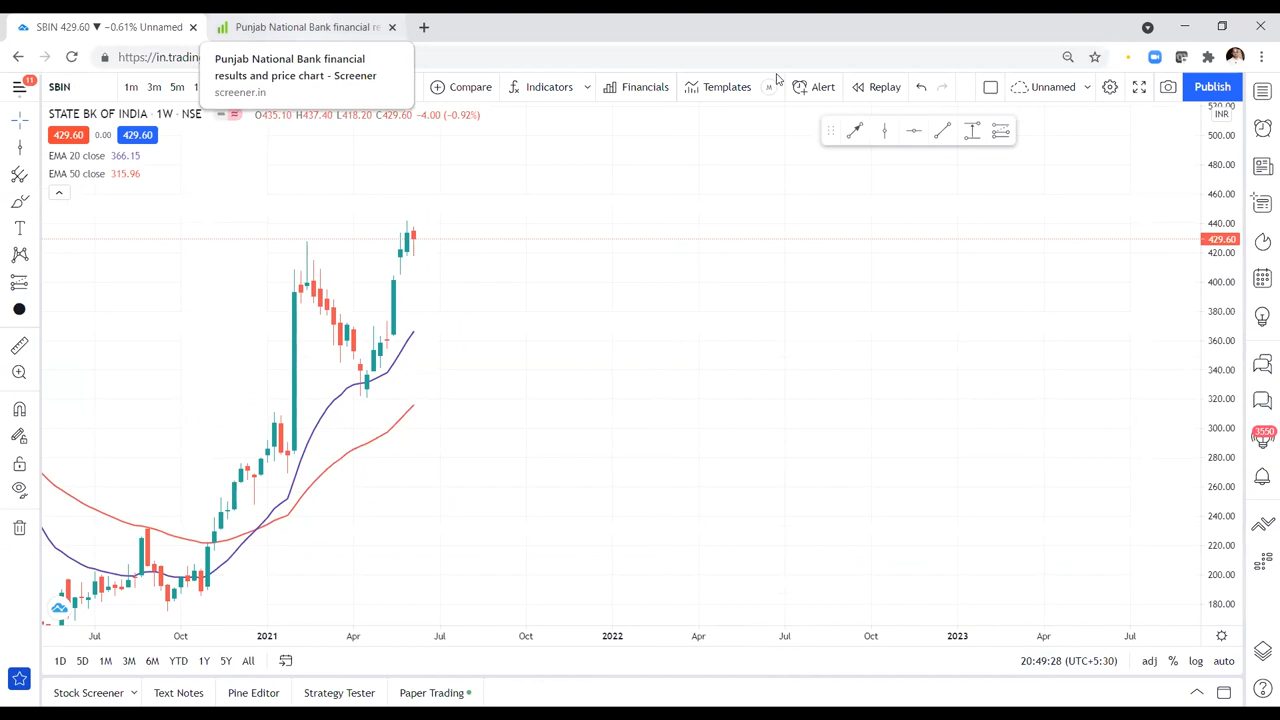 SBIN 429.60 ▼ −0.61% Unnamed
Punjab National Bank financial re
https://in.trading
Punjab National Bank financial
results and price chart - Screener
screener.in
11
SBIN
1m 3m 5m
Compare
Indicators
Financials
Templates
M
Alert
Replay
Unnamed
Publish
STATE BK OF INDIA · 1W · NSE
O435.10 H437.40 L418.20 C429.60 −4.00 (−0.92%)
INR
429.60 0.00 429.60
EMA 20 close 366.15
EMA 50 close 315.96
520.00
500.00
480.00
460.00
440.00
429.60
420.00
400.00
380.00
360.00
340.00
320.00
300.00
280.00
260.00
240.00
220.00
200.00
180.00
3550
Jul Oct 2021 Apr Jul Oct 2022 Apr Jul Oct 2023 Apr Jul
1D 5D 1M 3M 6M YTD 1Y 5Y All
20:49:28 (UTC+5:30) adj % log auto
Stock Screener Text Notes Pine Editor Strategy Tester Paper Trading